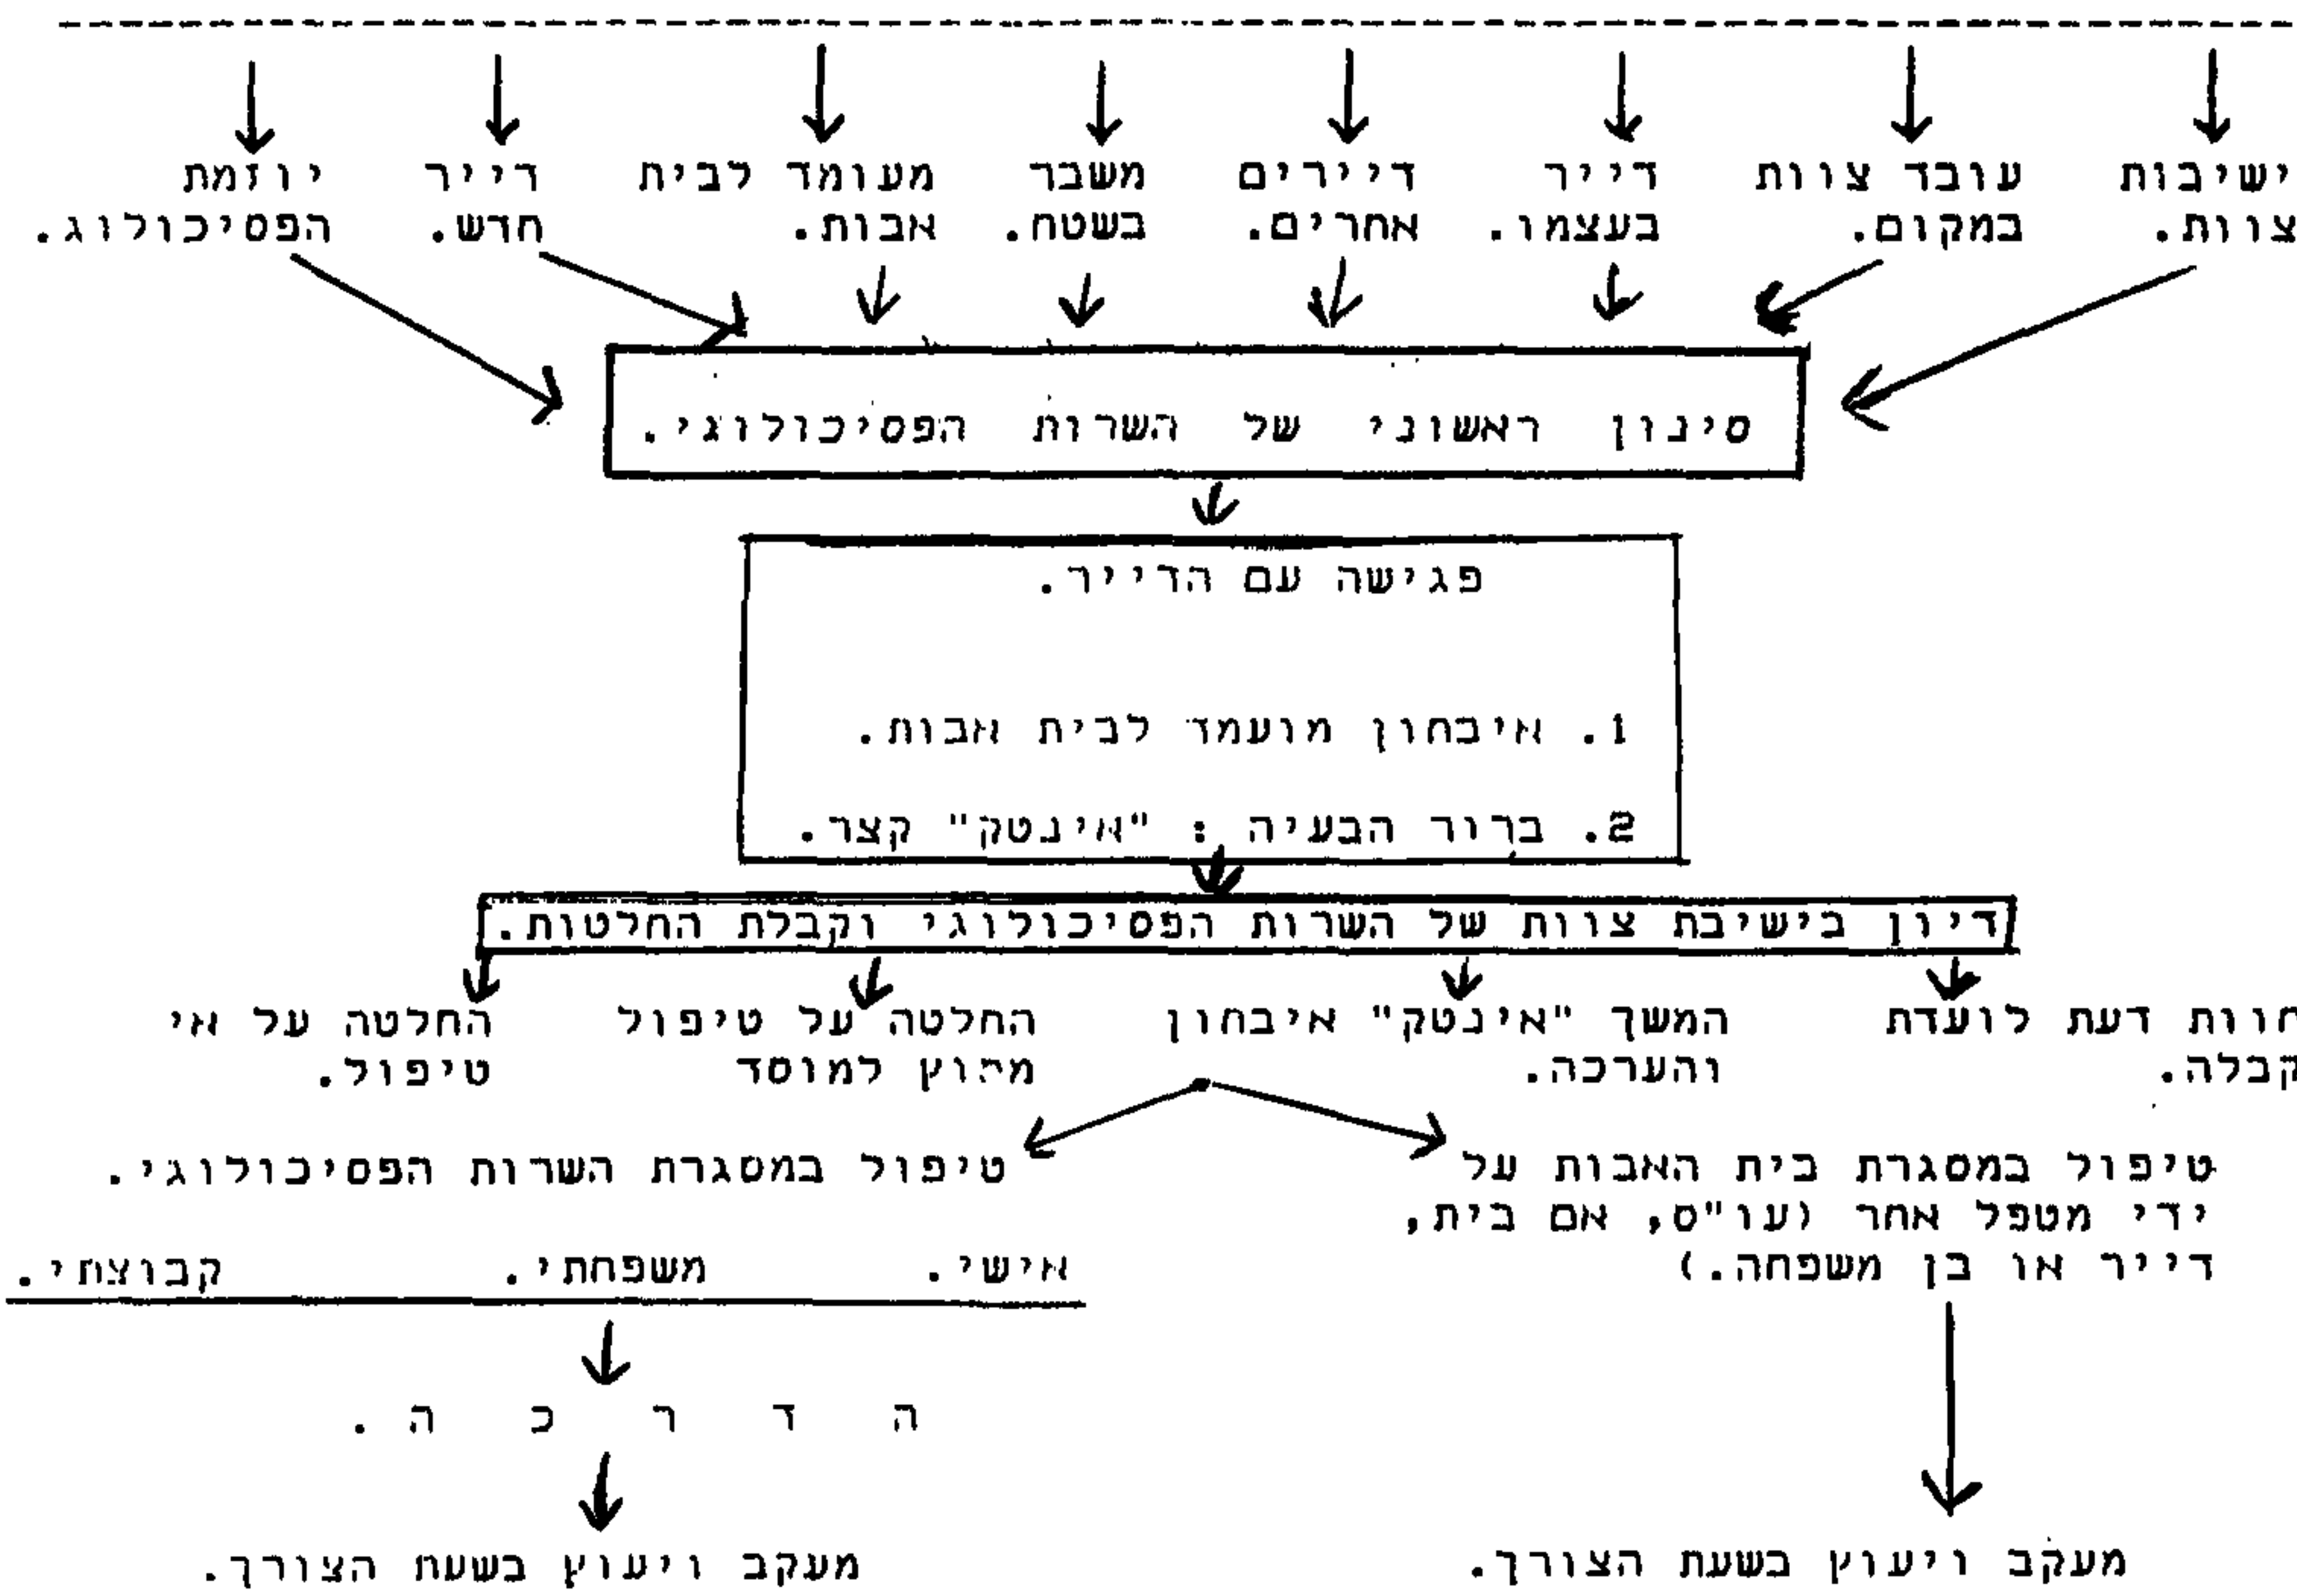 ישיבות צוות.
עובד צוות במקום.
דייר בעצמו.
דיירים אחרים.
משבר בשטח.
מעומד לבית אבות.
דייר חדש.
יוזמת הפסיכולוג.
סינון ראשוני של השרות הפסיכולוגי.
פגישה עם הדייר.
1. איבחון מועמד לבית אבות.
2. ברור הבעיה : "אינטק" קצר.
דיון בישיבת צוות של השרות הפסיכולוגי וקבלת החלטות.
חוות דעת לועדת
קבלה.
המשך "אינטק" איבחון
והערכה.
החלטה על טיפול
מחוץ למוסד
החלטה על אי
טיפול.
טיפול במסגרת בית האבות על
ידי מטפל אחר (עו"ס, אם בית,
דייר או בן משפחה.)
טיפול במסגרת השרות הפסיכולוגי.
אישי. משפחתי. קבוצתי.
ה ד ר כ ה .
מעקב ויעוץ בשעת הצורך.
מעקב ויעוץ בשעת הצורך.